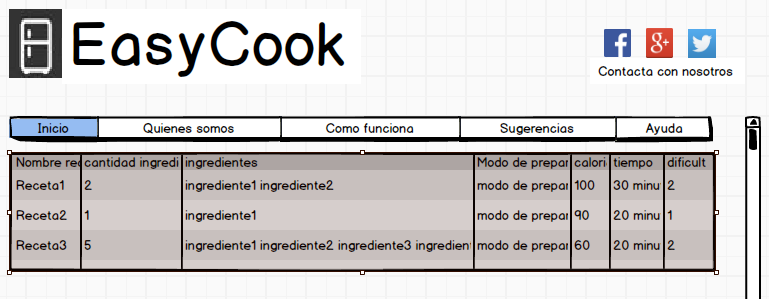 EasyCook
f g+
Contacta con nosotros
Inicio Quienes somos Como funciona Sugerencias Ayuda
Nombre rec cantidad ingredi ingredientes Modo de prepar calori tiempo dificult
Receta1 2 ingrediente1 ingrediente2 modo de prepar 100 30 minu 2
Receta2 1 ingrediente1 modo de prepar 90 20 minu 1
Receta3 5 ingrediente1 ingrediente2 ingrediente3 ingredient modo de prepar 60 20 minu 2